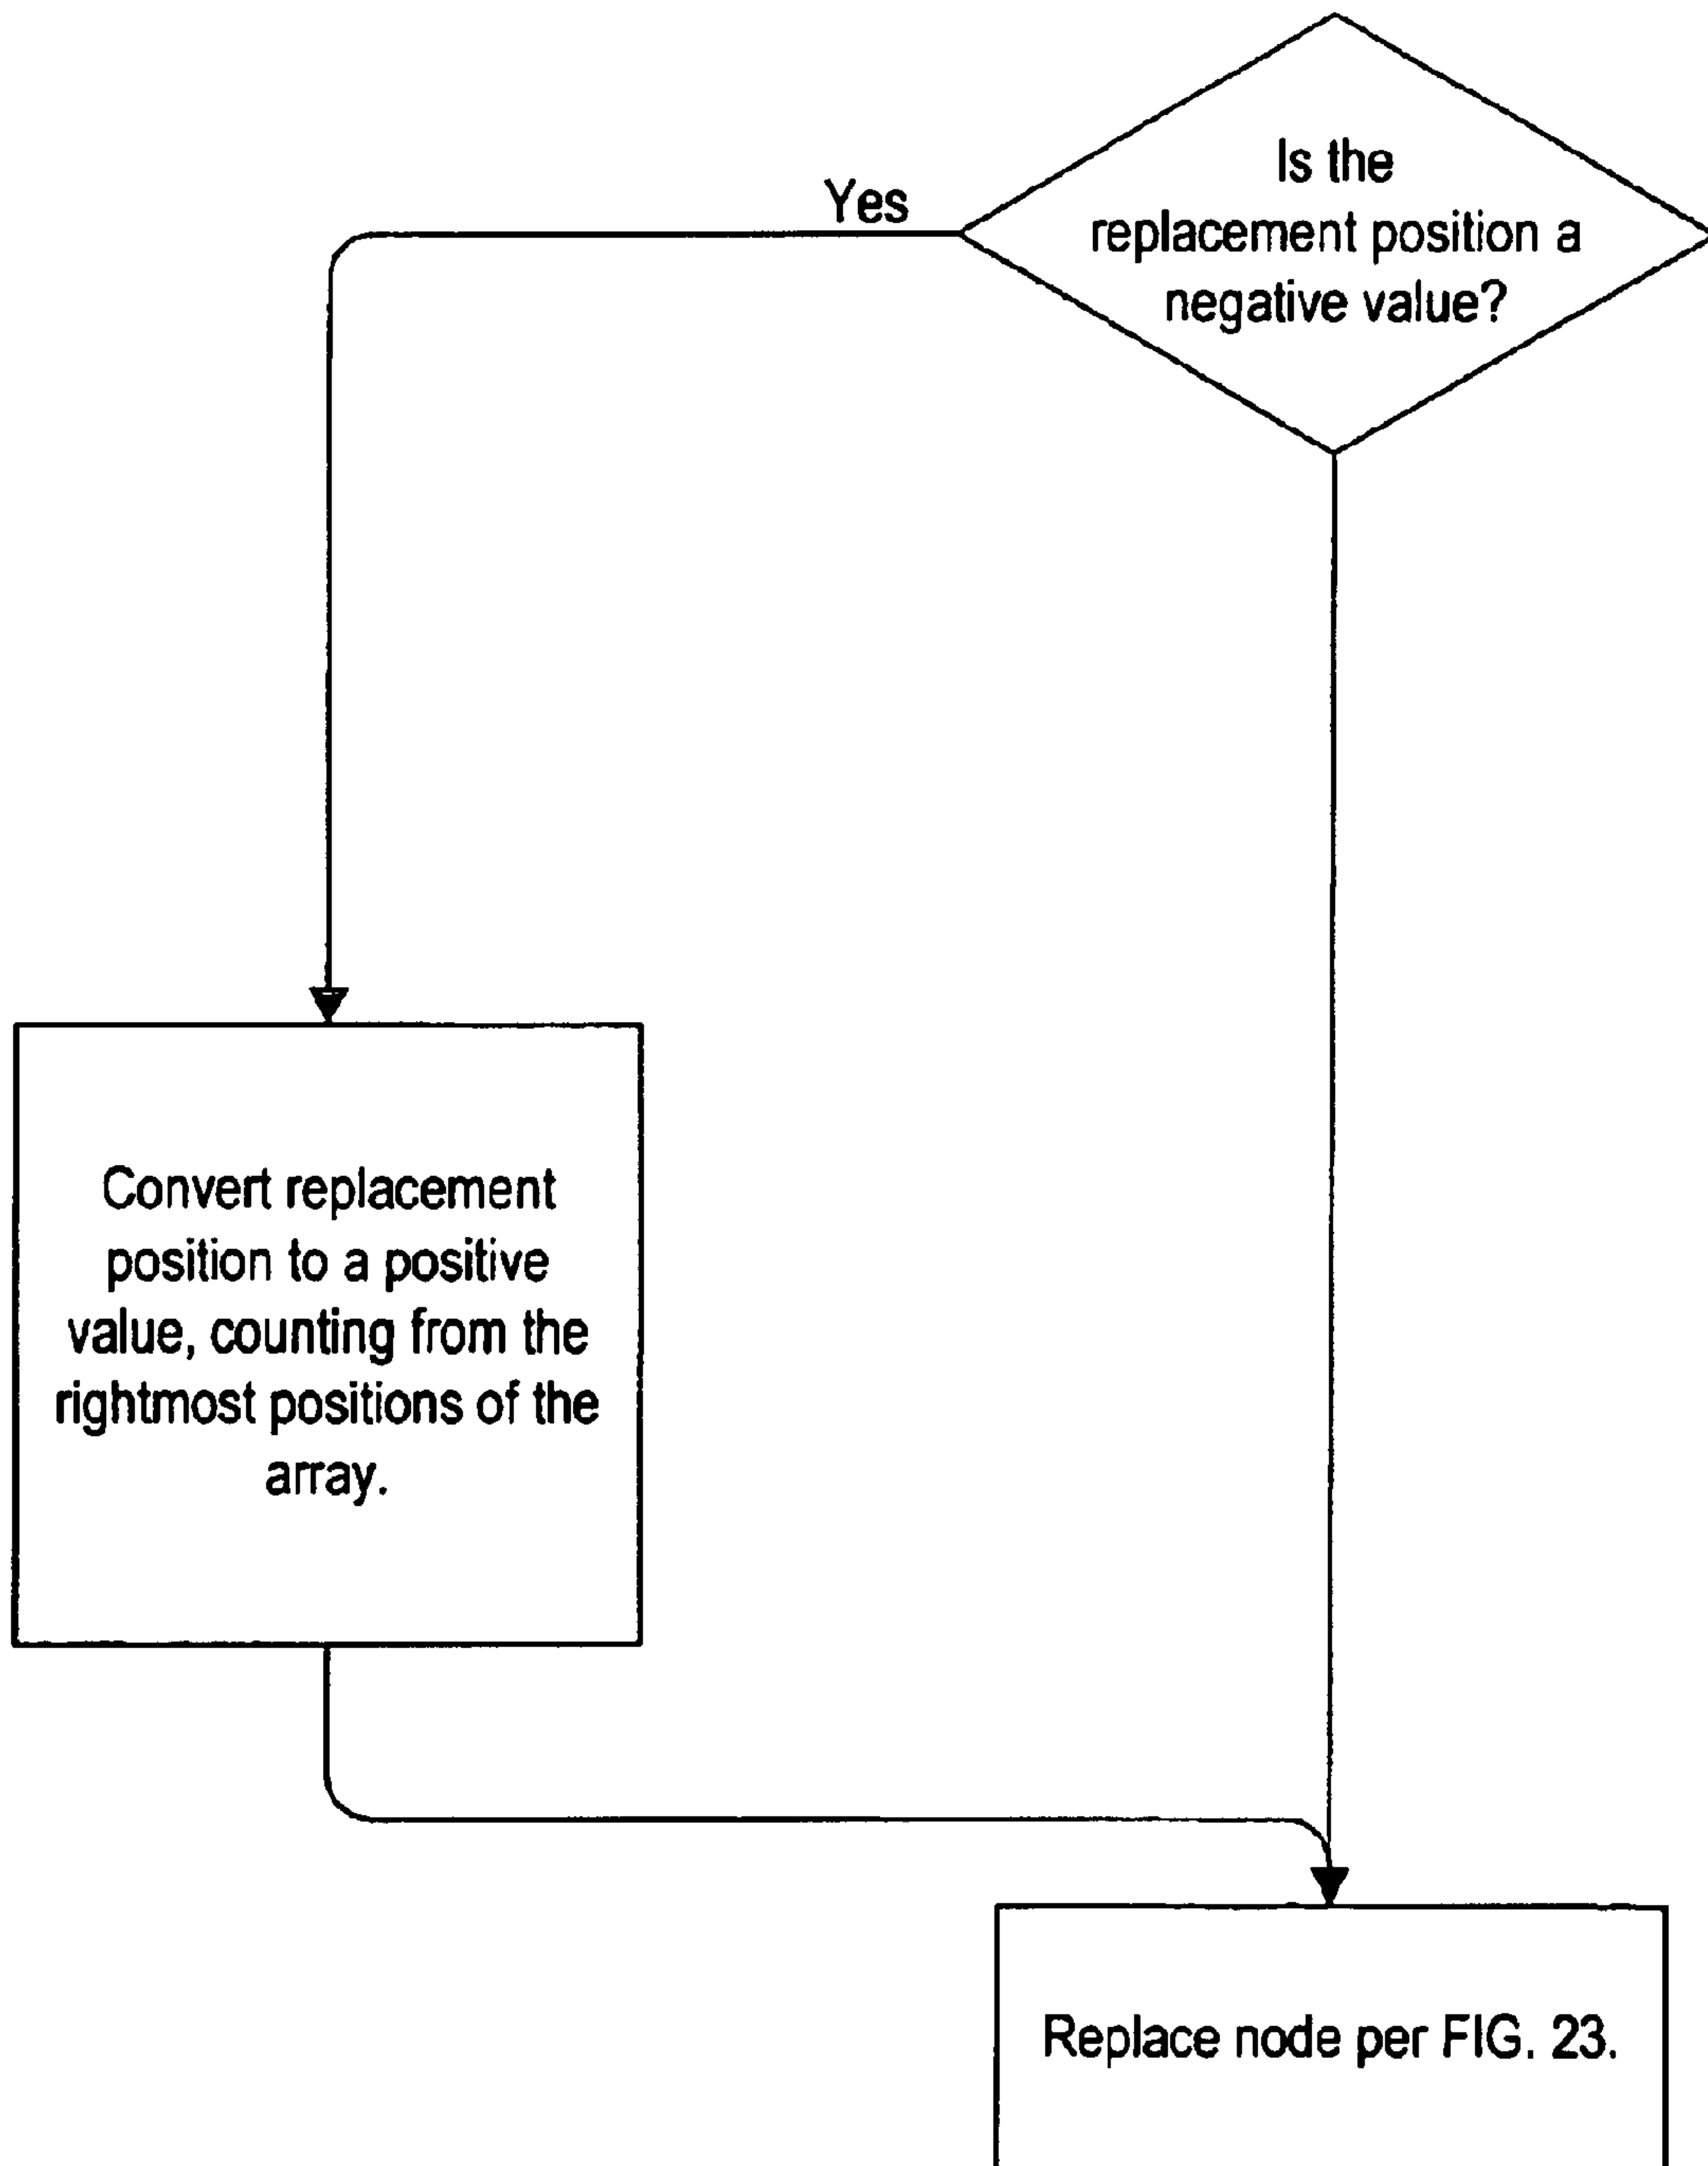 Is the
replacement position a
negative value?
Yes
Convert replacement
position to a positive
value, counting from the
rightmost positions of the
array.
Replace node per FIG. 23.